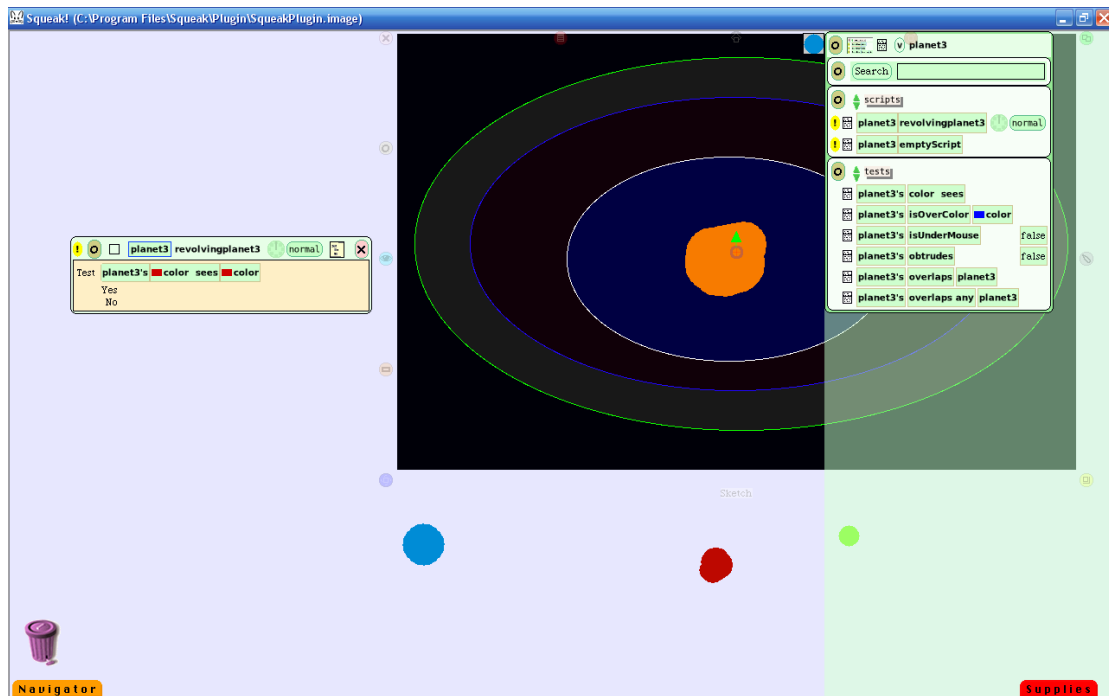 Squeak! (C:\Program Files\Squeak\Plugin\SqueakPlugin.image)
planet3 revolvingplanet3 normal
Test planet3's color sees color
Yes
No
v planet3
Search
scripts
! planet3 revolvingplanet3 normal
! planet3 emptyScript
tests
planet3's color sees
planet3's isOverColor color
planet3's isUnderMouse false
planet3's obtrudes false
planet3's overlaps planet3
planet3's overlaps any planet3
Sketch
Navigator
Supplies